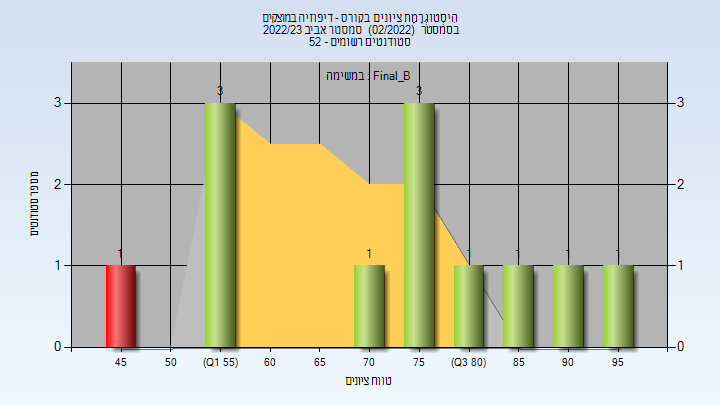 היסטוגרמת ציונים בקורס - דיפוזיה במוצקים
בסמסטר (02/2022) סמסטר אביב 2022/23
סטודנטים רשומים - 52
במשימה : Final_B
3 3
1 1 1 1 1 1
3 2 1 0
3 2 1 0
מספר סטודנטים
45 50 (Q1 55) 60 65 70 75 (Q3 80) 85 90 95
טווח ציונים